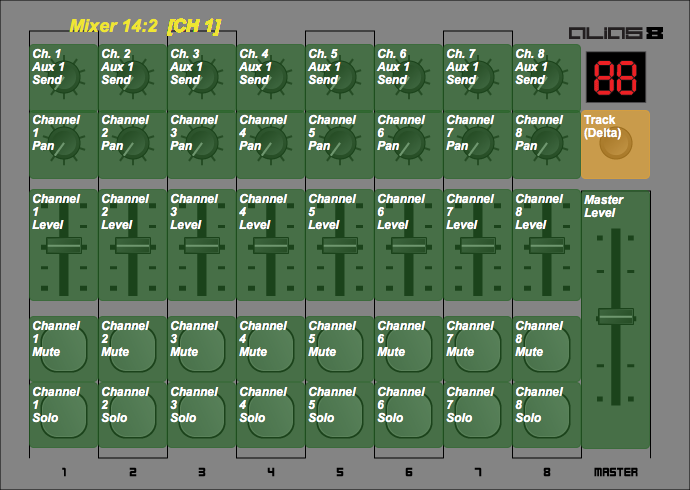 Mixer 14:2 [CH 1]
ALIAS 8
Ch. 1
Aux 1
Send
Ch. 2
Aux 1
Send
Ch. 3
Aux 1
Send
Ch. 4
Aux 1
Send
Ch. 5
Aux 1
Send
Ch. 6
Aux 1
Send
Ch. 7
Aux 1
Send
Ch. 8
Aux 1
Send
88
Channel
1
Pan
Channel
2
Pan
Channel
3
Pan
Channel
4
Pan
Channel
5
Pan
Channel
6
Pan
Channel
7
Pan
Channel
8
Pan
Track
(Delta)
Channel
1
Level
Channel
2
Level
Channel
3
Level
Channel
4
Level
Channel
5
Level
Channel
6
Level
Channel
7
Level
Channel
8
Level
Master
Level
Channel
1
Mute
Channel
2
Mute
Channel
3
Mute
Channel
4
Mute
Channel
5
Mute
Channel
6
Mute
Channel
7
Mute
Channel
8
Mute
Channel
1
Solo
Channel
2
Solo
Channel
3
Solo
Channel
4
Solo
Channel
5
Solo
Channel
6
Solo
Channel
7
Solo
Channel
8
Solo
1 2 3 4 5 6 7 8 MASTER